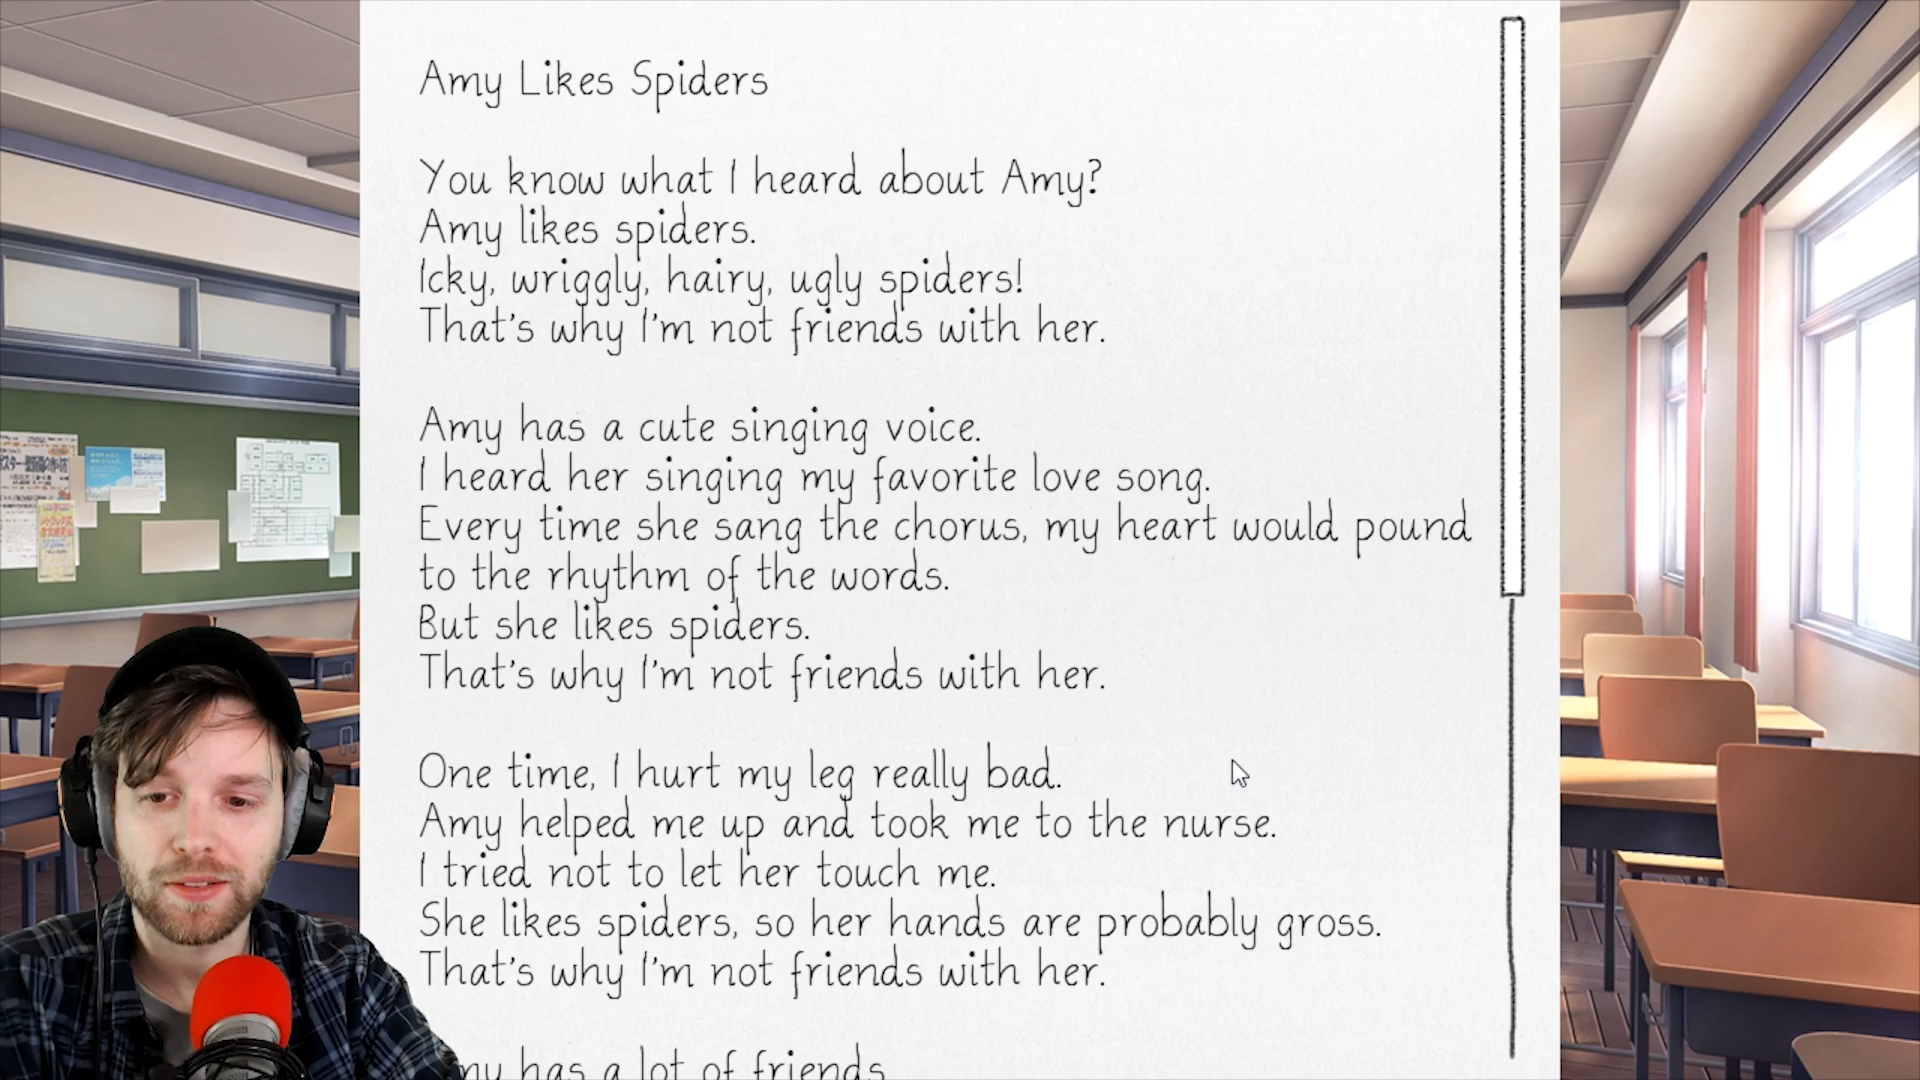 Amy Likes Spiders
You know what I heard about Amy?
Amy likes spiders.
Icky, wriggly, hairy, ugly spiders!
That's why I'm not friends with her.
Amy has a cute singing voice.
I heard her singing my favorite love song.
Every time she sang the chorus, my heart would pound
to the rhythm of the words.
But she likes spiders.
That's why I'm not friends with her.
One time, I hurt my leg really bad.
Amy helped me up and took me to the nurse.
I tried not to let her touch me.
She likes spiders, so her hands are probably gross.
That's why I'm not friends with her.
has a lot of friends